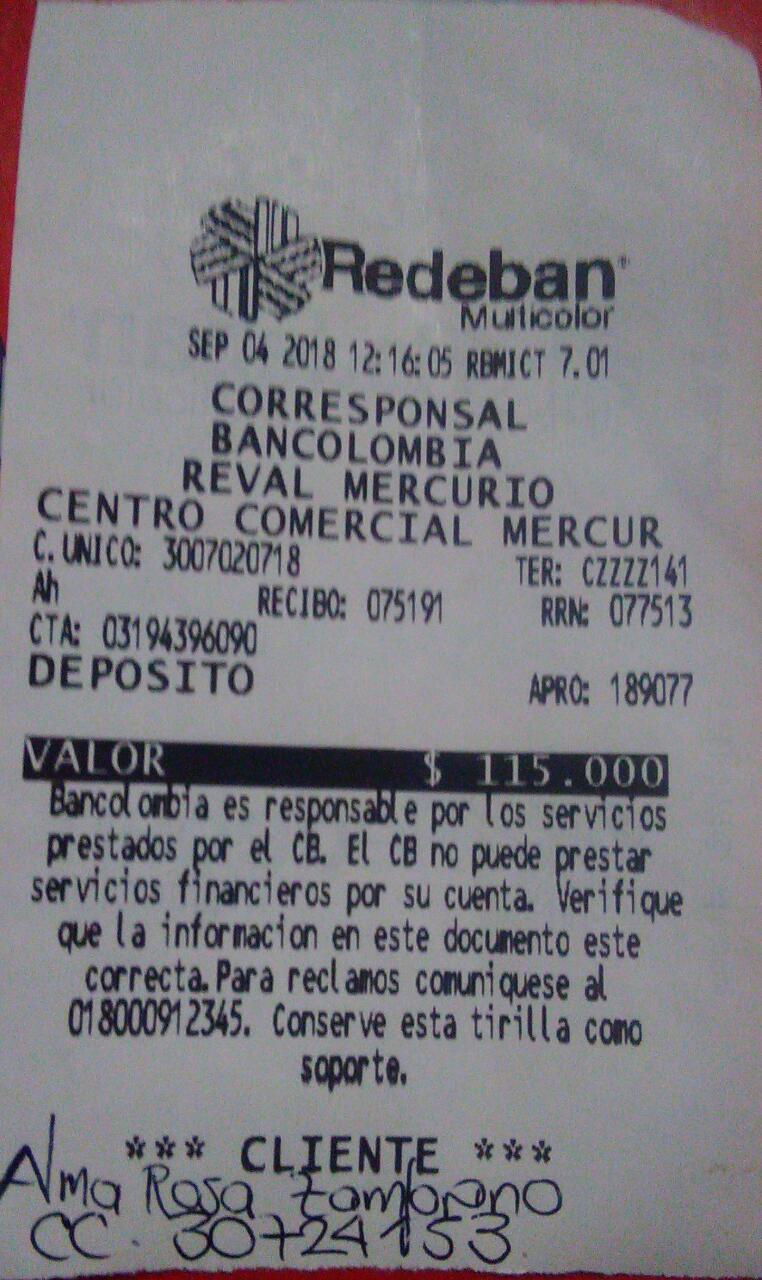 Redeban
Multicolor
SEP 04 2018 12:16:05 RBMICT 7.01
CORRESPONSAL
BANCOLOMBIA
REVAL MERCURIO
CENTRO COMERCIAL MERCUR
C. UNICO: 3007020718 TER: CZZZZ141
Ah RECIBO: 075191 RRN: 077513
CTA: 03194396090
DEPOSITO APRO: 189077
VALOR $ 115.000
Bancolombia es responsable por los servicios
prestados por el CB. El CB no puede prestar
servicios financieros por su cuenta. Verifique
que la informacion en este documento este
correcta. Para reclamos comuniquese al
018000912345. Conserve esta tirilla como
soporte.
*** CLIENTE ***
Alma Rosa Zambrano
CC. 30724153